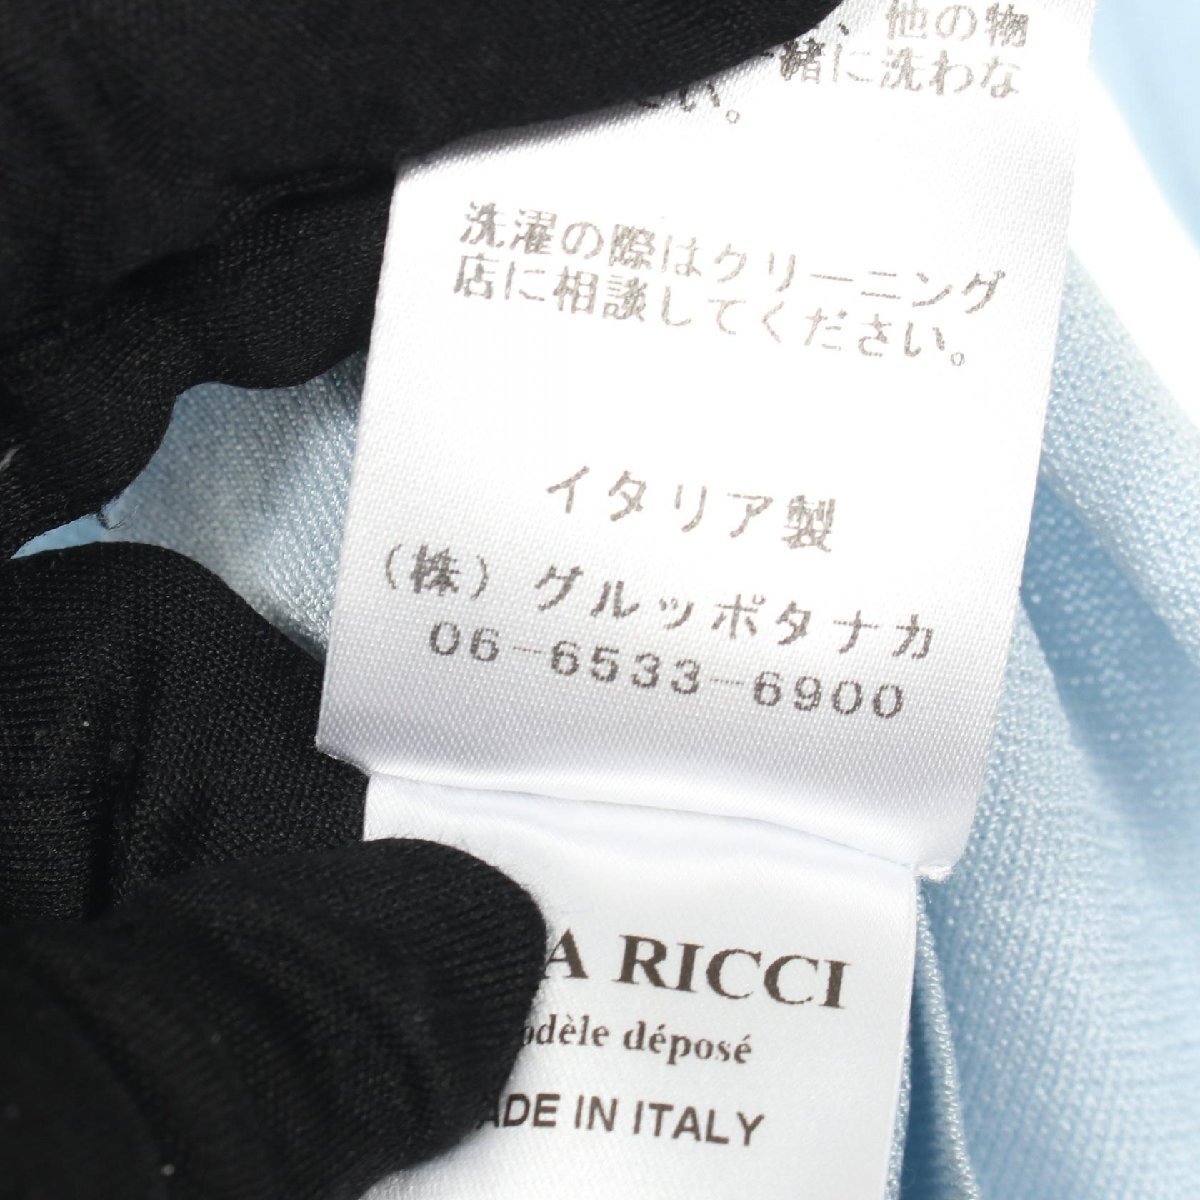 、他の物
緒に洗わな
い。
洗濯の際はクリーニング
店に相談してください。
イタリア製
(株)グルッポタナカ
06-6533-6900
A RICCI
odèle déposé
ADE IN ITALY